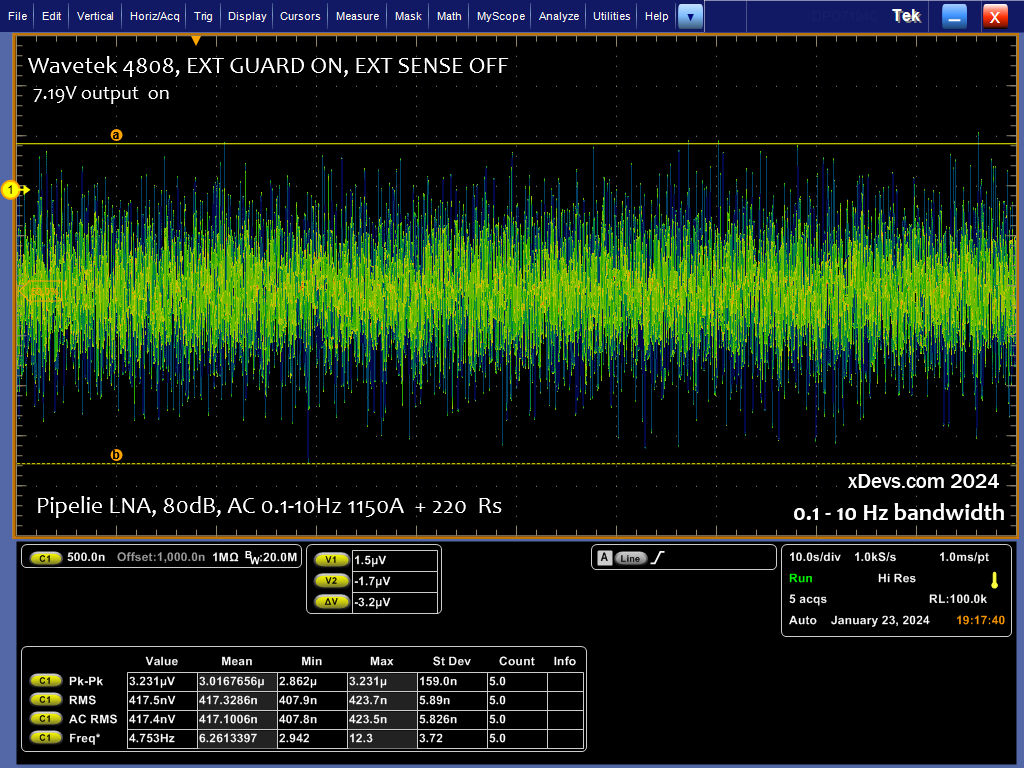 File Edit Vertical Horiz/Acq Trig Display Cursors Measure Mask Math MyScope Analyze Utilities Help Tek X
Wavetek 4808, EXT GUARD ON, EXT SENSE OFF
7.19V output on
a
1
b
xDevs.com 2024
Pipelie LNA, 80dB, AC 0.1-10Hz 1150A + 220 Rs
0.1 - 10 Hz bandwidth
C1 500.0n Offset:1,000.0n 1MΩ BW:20.0M
V1 1.5µV
V2 -1.7µV
ΔV -3.2µV
A Line
10.0s/div 1.0kS/s 1.0ms/pt
Run Hi Res
5 acqs RL:100.0k
Auto January 23, 2024 19:17:40
Value Mean Min Max St Dev Count Info
C1 Pk-Pk 3.231µV 3.0167656µ 2.862µ 3.231µ 159.0n 5.0
C1 RMS 417.5nV 417.3286n 407.9n 423.7n 5.89n 5.0
C1 AC RMS 417.4nV 417.1006n 407.8n 423.5n 5.826n 5.0
C1 Freq* 4.753Hz 6.2613397 2.942 12.3 3.72 5.0